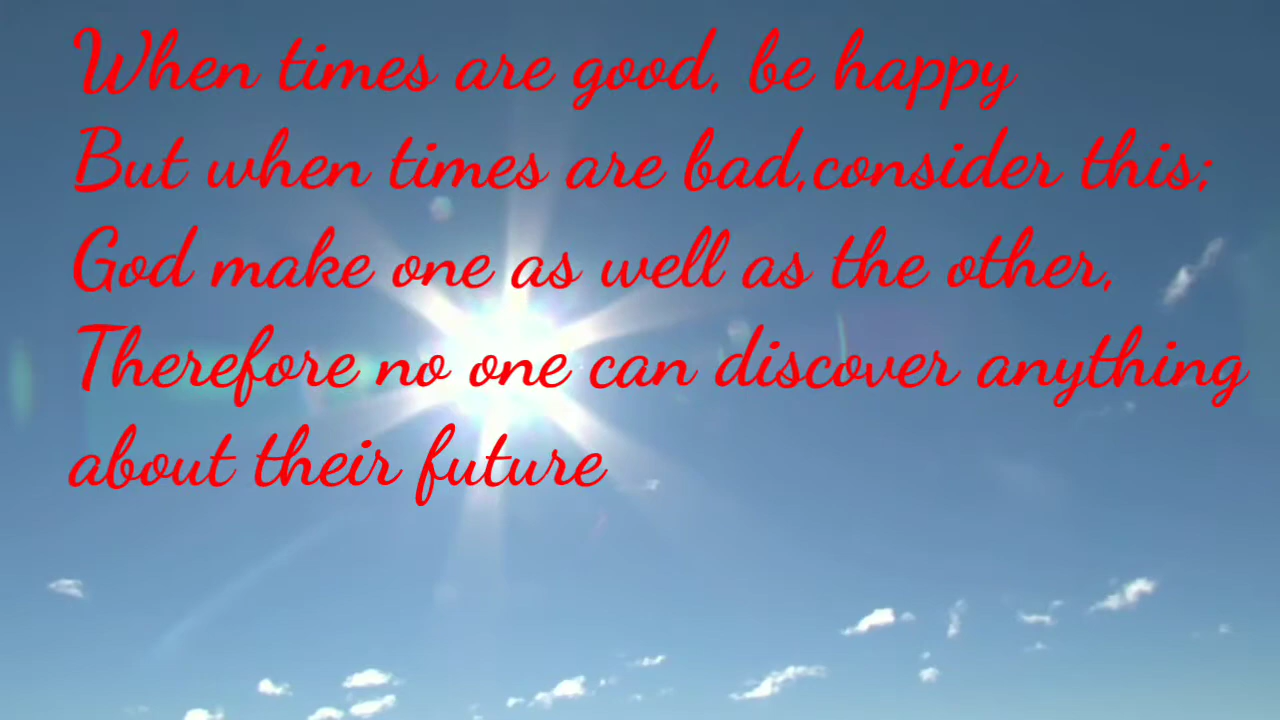 When times are good, be happy
But when times are bad,consider this;
God make one as well as the other,
Therefore no one can discover anything
about their future